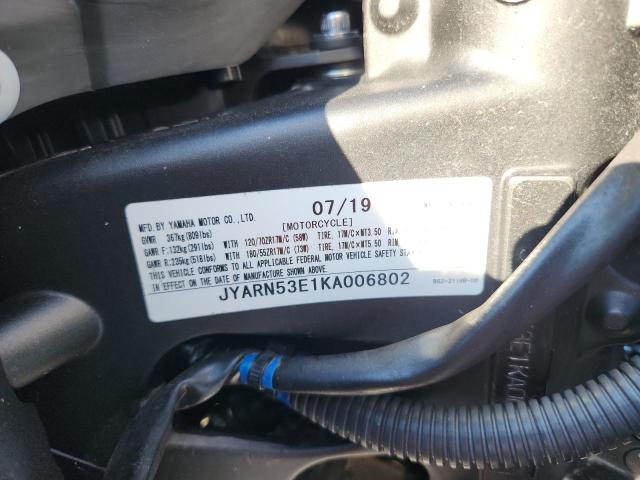 07/19
MFD.BY YAMAHA MOTOR CO.,LTD.
[MOTORCYCLE]
GVWR 367kg(809lbs)
GAWR F:132kg(291lbs) WITH 120/70ZR17M/C (58W) TIRE, 17M/C×MT3.50
GAWR R:235kg(518lbs) WITH 180/55ZR17M/C (73W) TIRE, 17M/C×MT5.50 RIM
THIS VEHICLE CONFORMS TO ALL APPLICABLE FEDERAL MOTOR VEHICLE SAFETY
IN EFFECT ON THE DATE OF MANUFACTURE SHOWN ABOVE.
JYARN53E1KA006802